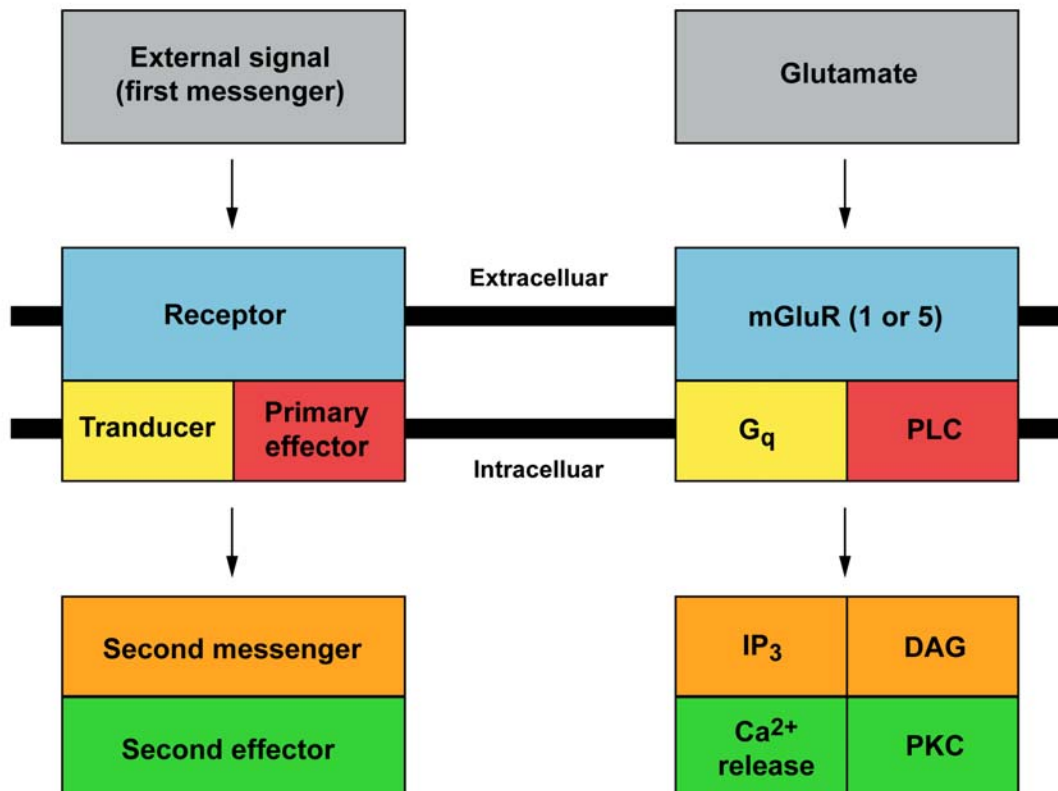 External signal
(first messenger)
Glutamate
Extracelluar
Receptor
mGluR (1 or 5)
Tranducer
Primary
effector
Gq
PLC
Intracelluar
Second messenger
IP3
DAG
Second effector
Ca2+
release
PKC